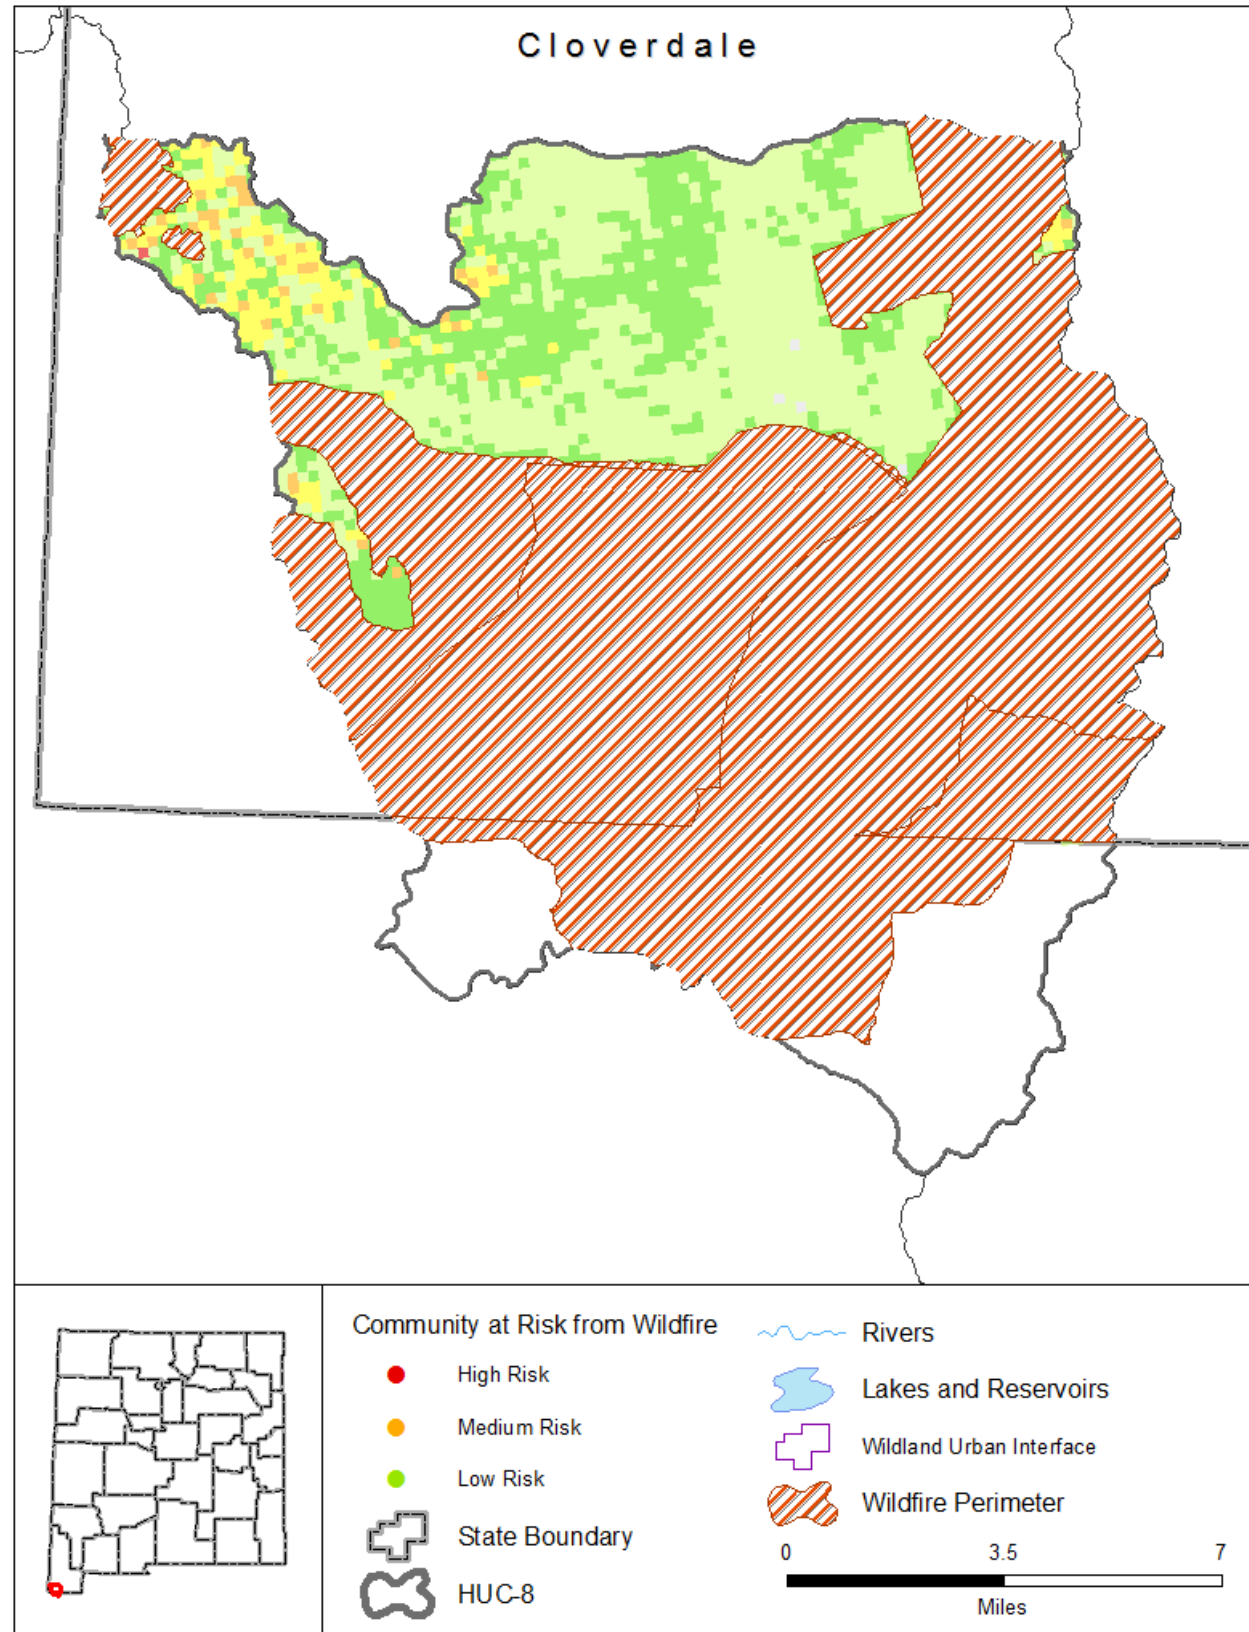 Cloverdale
Community at Risk from Wildfire
High Risk
Medium Risk
Low Risk
State Boundary
HUC-8
Rivers
Lakes and Reservoirs
Wildland Urban Interface
Wildfire Perimeter
0 3.5 7
Miles